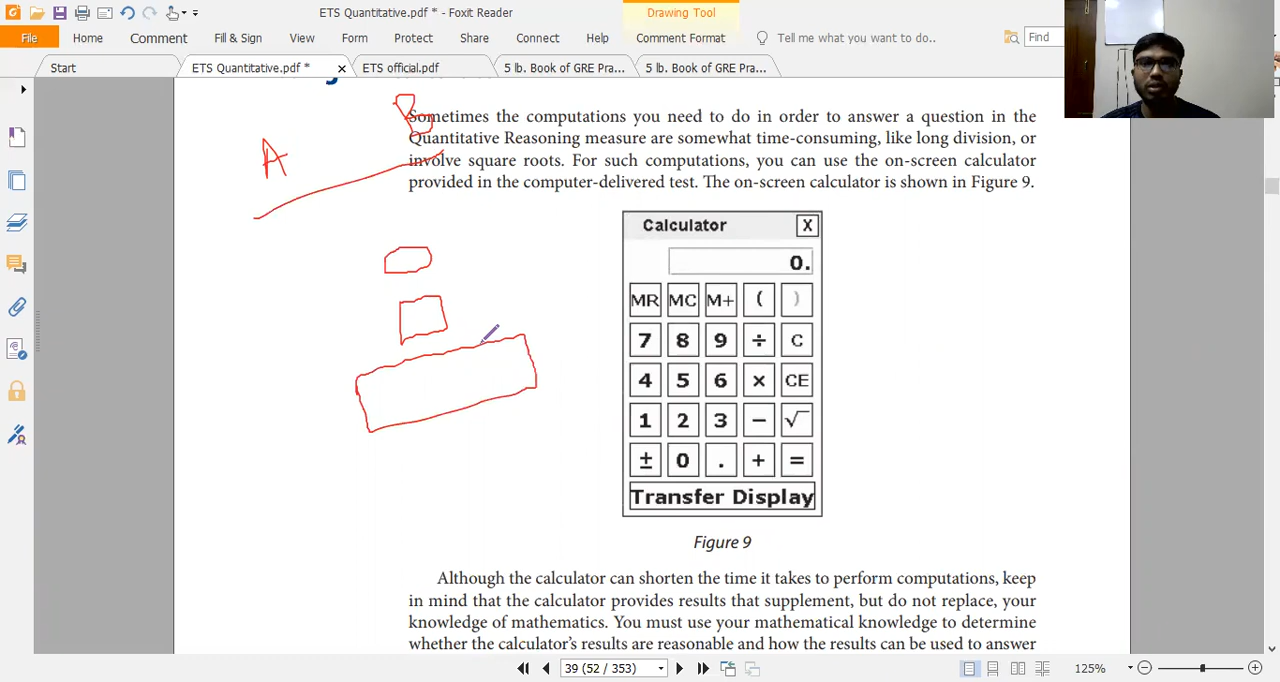 ETS Quantitative.pdf * - Foxit Reader
Drawing Tool
File Home Comment Fill & Sign View Form Protect Share Connect Help Comment Format Tell me what you want to do.. Find
Start ETS Quantitative.pdf * ETS official.pdf 5 lb. Book of GRE Pra... 5 lb. Book of GRE Pra...
B
A
Sometimes the computations you need to do in order to answer a question in the
Quantitative Reasoning measure are somewhat time-consuming, like long division, or
involve square roots. For such computations, you can use the on-screen calculator
provided in the computer-delivered test. The on-screen calculator is shown in Figure 9.
Calculator X
0.
MR MC M+ ( )
7 8 9 ÷ C
4 5 6 × CE
1 2 3 − √
± 0 . + =
Transfer Display
Figure 9
Although the calculator can shorten the time it takes to perform computations, keep
in mind that the calculator provides results that supplement, but do not replace, your
knowledge of mathematics. You must use your mathematical knowledge to determine
whether the calculator's results are reasonable and how the results can be used to answer
39 (52 / 353) 125%